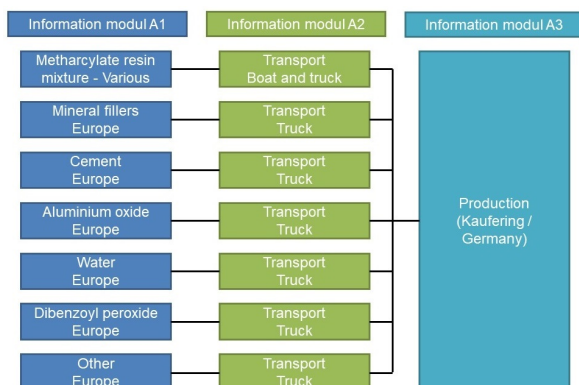 Information modul A1
Information modul A2
Information modul A3
Metharcylate resin
mixture - Various
Transport
Boat and truck
Mineral fillers
Europe
Transport
Truck
Cement
Europe
Transport
Truck
Aluminium oxide
Europe
Transport
Truck
Water
Europe
Transport
Truck
Dibenzoyl peroxide
Europe
Transport
Truck
Other
Europe
Transport
Truck
Production
(Kaufering /
Germany)